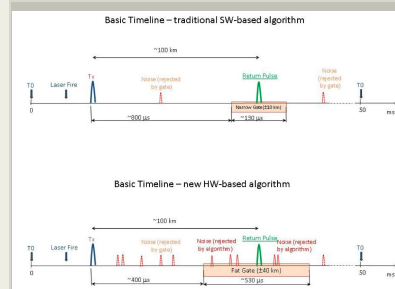 Basic Timeline – traditional SW-based algorithm
~100 km
Tx
Noise (rejected by gate)
Return Pulse
Noise
(rejected
by gate)
T0
Laser Fire
T0
Narrow Gate(±10 km)
0
50
ms
~800 µs
~130 µs
Basic Timeline – new HW-based algorithm
~100 km
Tx
Noise (rejected
by gate)
Noise (rejected
by algorithm)
Return Pulse
Noise (rejected
by algorithm)
T0
Laser Fire
T0
Fat Gate (±40 km)
0
50
ms
~400 µs
~530 µs